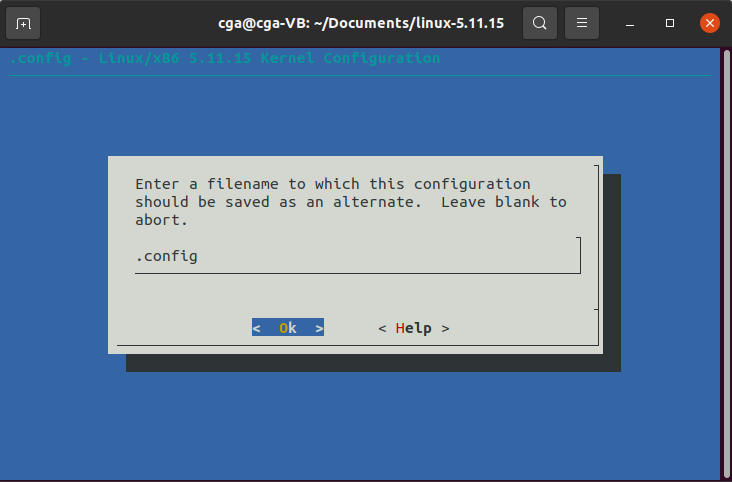 cga@cga-VB: ~/Documents/linux-5.11.15
.config - Linux/x86 5.11.15 Kernel Configuration
Enter a filename to which this configuration
should be saved as an alternate.  Leave blank to
abort.
.config
<  Ok  > < Help >